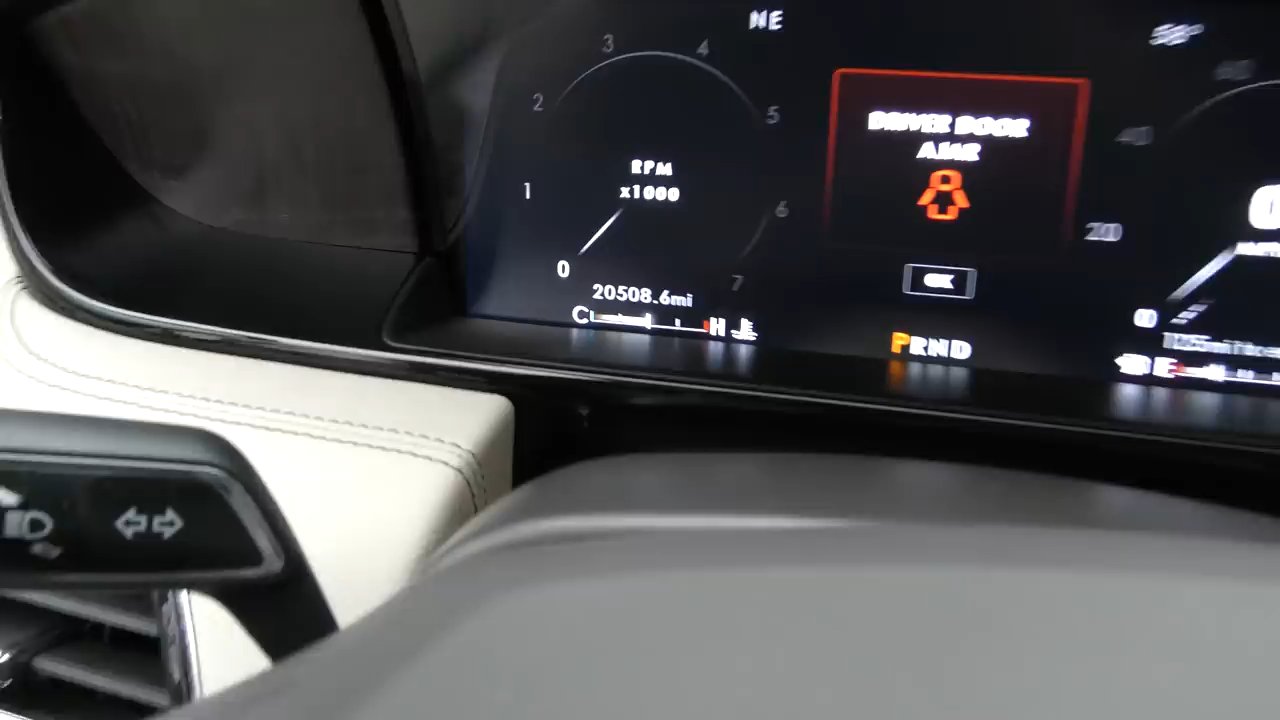 NE
58°
3 4
2 5
1 6
0 7
RPM
x1000
20508.6mi
C H
DRIVER DOOR
AJAR
OK
PRND
40
20
0
E